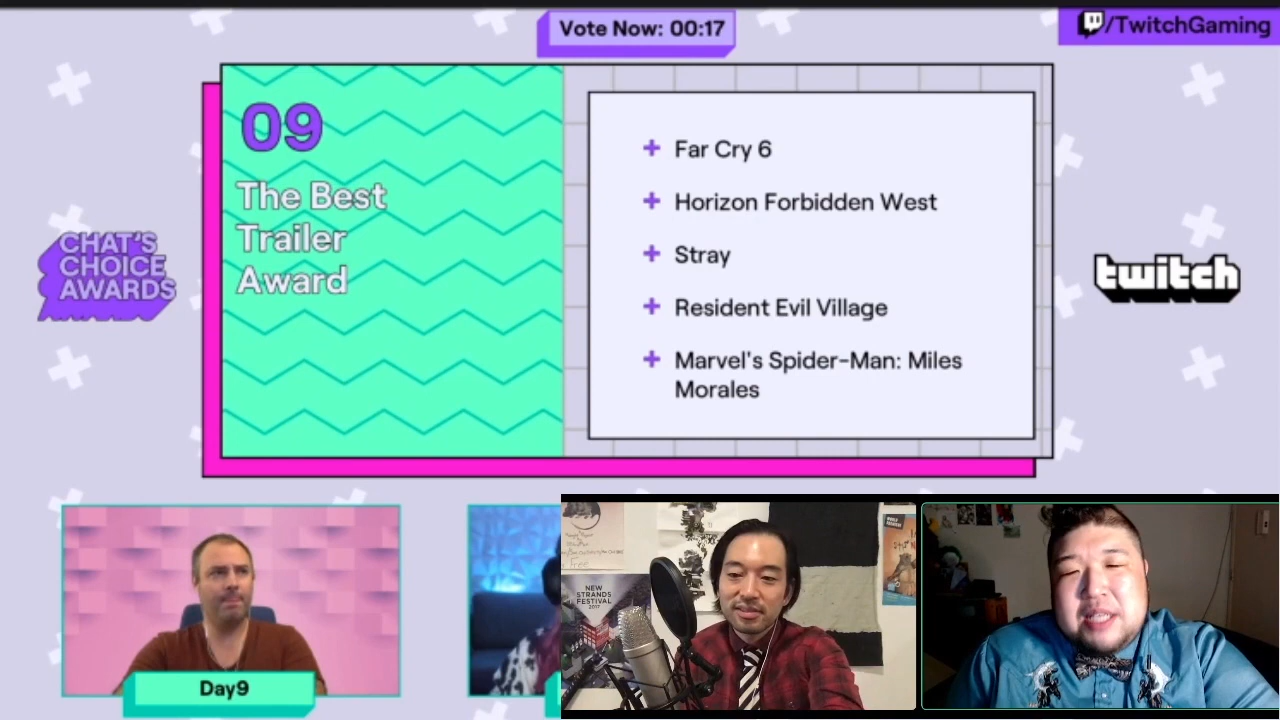 Vote Now: 00:17
/TwitchGaming
09
The Best
Trailer
Award
Far Cry 6
Horizon Forbidden West
Stray
Resident Evil Village
Marvel's Spider-Man: Miles
Morales
CHAT'S
CHOICE
AWARDS
twitch
Day9
Free
NEW
STRANDS
FESTIVAL
2017